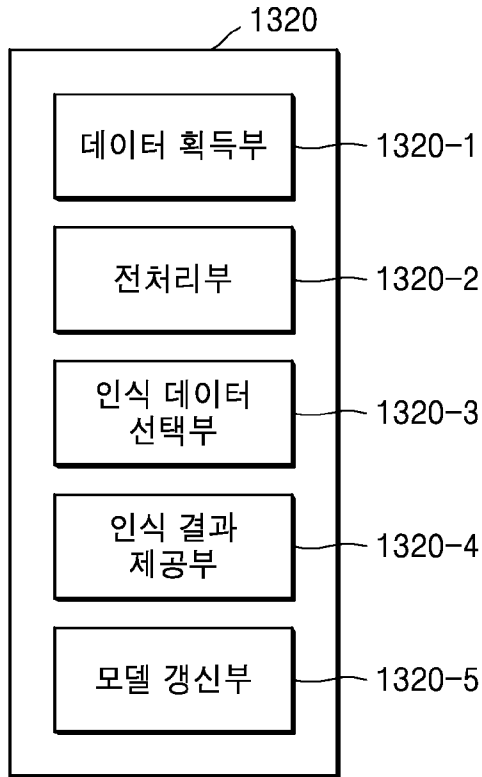 1320
데이터 획득부
1320-1
전처리부
1320-2
인식 데이터
선택부
1320-3
인식 결과
제공부
1320-4
모델 갱신부
1320-5